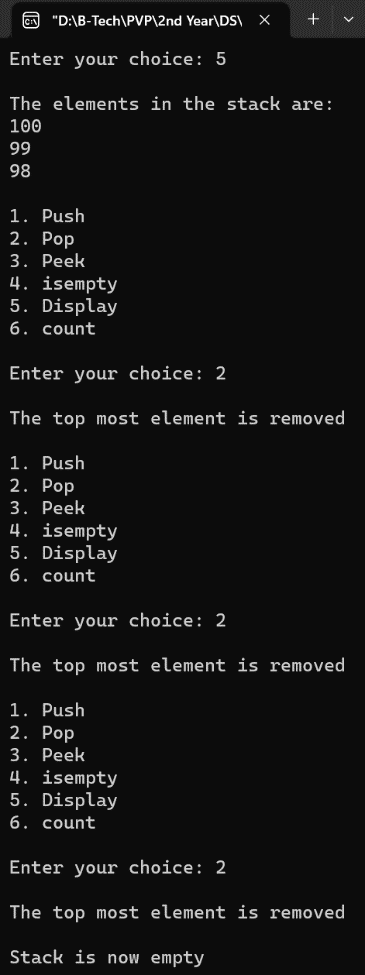 "D:\B-Tech\PVP\2nd Year\DS\
Enter your choice: 5
The elements in the stack are:
100
99
98
1. Push
2. Pop
3. Peek
4. isempty
5. Display
6. count
Enter your choice: 2
The top most element is removed
1. Push
2. Pop
3. Peek
4. isempty
5. Display
6. count
Enter your choice: 2
The top most element is removed
1. Push
2. Pop
3. Peek
4. isempty
5. Display
6. count
Enter your choice: 2
The top most element is removed
Stack is now empty